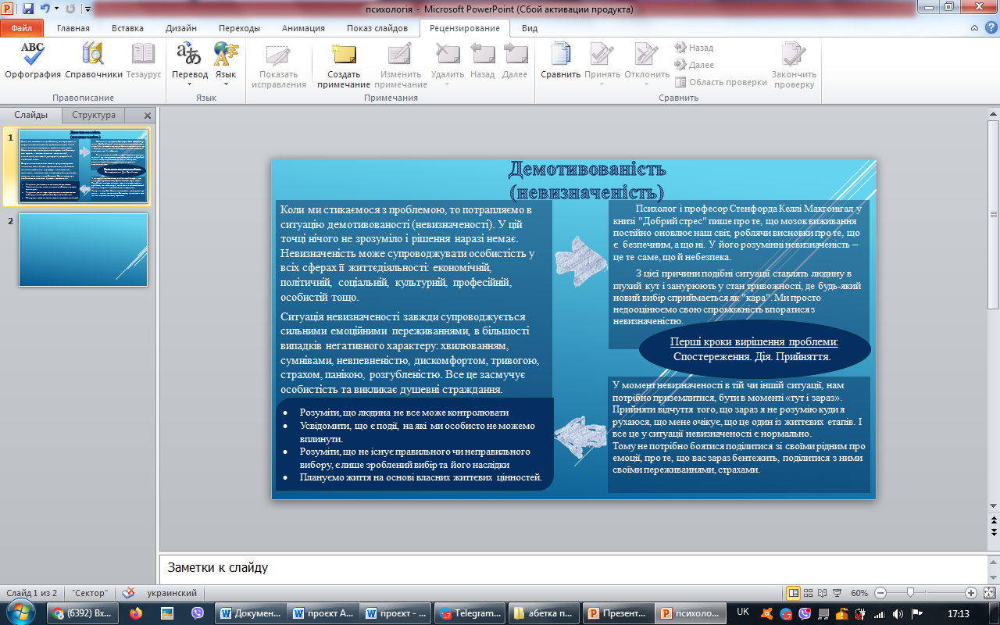 психологія - Microsoft PowerPoint (Сбой активации продукта)
Файл Главная Вставка Дизайн Переходы Анимация Показ слайдов Рецензирование Вид
ABC
Орфография Справочники Тезаурус Перевод Язык Показать исправления Создать примечание Изменить примечание Удалить Назад Далее Сравнить Принять Отклонить Назад Далее Область проверки Закончить проверку
Правописание Язык Примечания Сравнить
Слайды Структура
1
2
Демотивованість
(невизначеність)
Коли ми стикаємося з проблемою, то потрапляємо в
ситуацію демотивованості (невизначеності). У цій
точці нічого не зрозуміло і рішення наразі немає.
Невизначеність може супроводжувати особистість у
всіх сферах її життєдіяльності: економічній,
політичній, соціальній, культурній, професійній,
особистій тощо.
Ситуація невизначеності завжди супроводжується
сильними емоційними переживаннями, в більшості
випадків негативного характеру: хвилюванням,
сумнівами, невпевненістю, дискомфортом, тривогою,
страхом, панікою, розгубленістю. Все це засмучує
особистість та викликає душевні страждання.
• Розуміти, що людина не все може контролювати
• Усвідомити, що є події, на які ми особисто не можемо
вплинути.
• Розуміти, що не існує правильного чи неправильного
вибору, є лише зроблений вибір та його наслідки
• Плануємо життя на основі власних життєвих цінностей.
Психолог і професор Стенфорда Келлі Макгонігал у
книзі "Добрий стрес" пише про те, що мозок виживання
постійно оновлює наш світ, роблячи висновки про те, що
є безпечним, а що ні. У його розумінні невизначеність –
це те саме, що й небезпека.
З цієї причини подібні ситуації ставлять людину в
глухий кут і занурюють у стан тривожності, де будь-який
новий вибір сприймається як "кара". Ми просто
недооцінюємо свою спроможність впоратися з
невизначеністю.
Перші кроки вирішення проблеми:
Спостереження. Дія. Прийняття.
У момент невизначеності в тій чи іншій ситуації, нам
потрібно приземлитися, бути в моменті «тут і зараз».
Прийняти відчуття того, що зараз я не розумію куди я
рухаюся, що мене очікує, що це один із життєвих етапів. І
все це у ситуації невизначеності є нормально.
Тому не потрібно боятися поділитися зі своїми рідним про
емоції, про те, що вас зараз бентежить, поділитися з ними
своїми переживаннями, страхами.
Заметки к слайду
Слайд 1 из 2 "Сектор" украинский 60%
(6392) Вх... Докумен... проєкт А... проєкт - ... Telegram... абетка п... Презент... психоло... UK 17:13